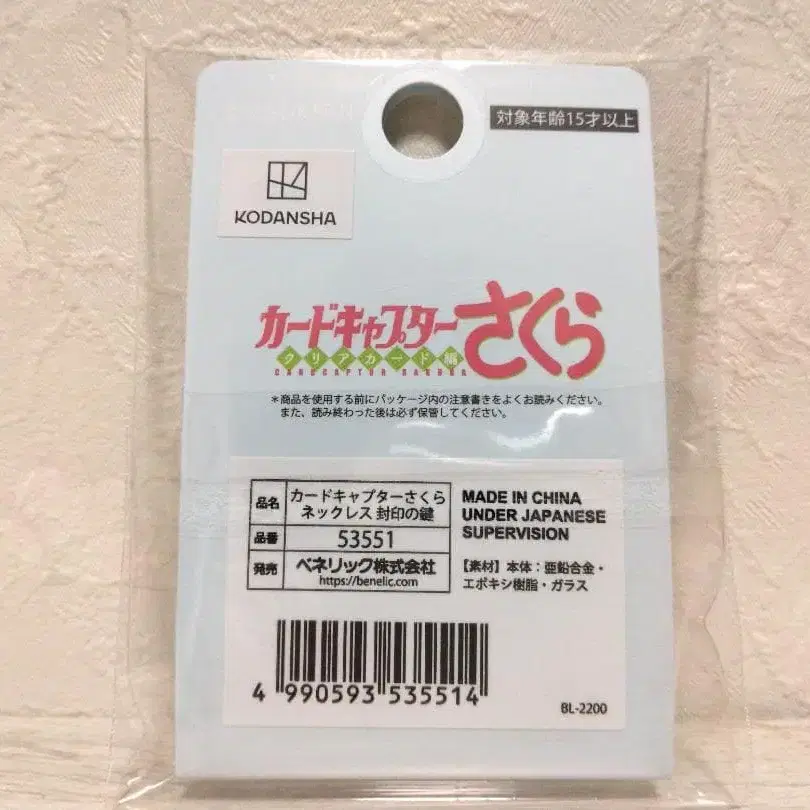 対象年齢15才以上
KODANSHA
カードキャプターさくら
クリアカード編
CARDCAPTOR SAKURA
＊商品を使用する前にパッケージ内の注意書きをよくお読みください。
また、読み終わった後は必ず保管してください。
品名 カードキャプターさくら
ネックレス 封印の鍵
品番 53551
発売 ベネリック株式会社
https://benelic.com
MADE IN CHINA
UNDER JAPANESE
SUPERVISION
【素材】本体：亜鉛合金・
エポキシ樹脂・ガラス
4 990593 535514
BL-2200